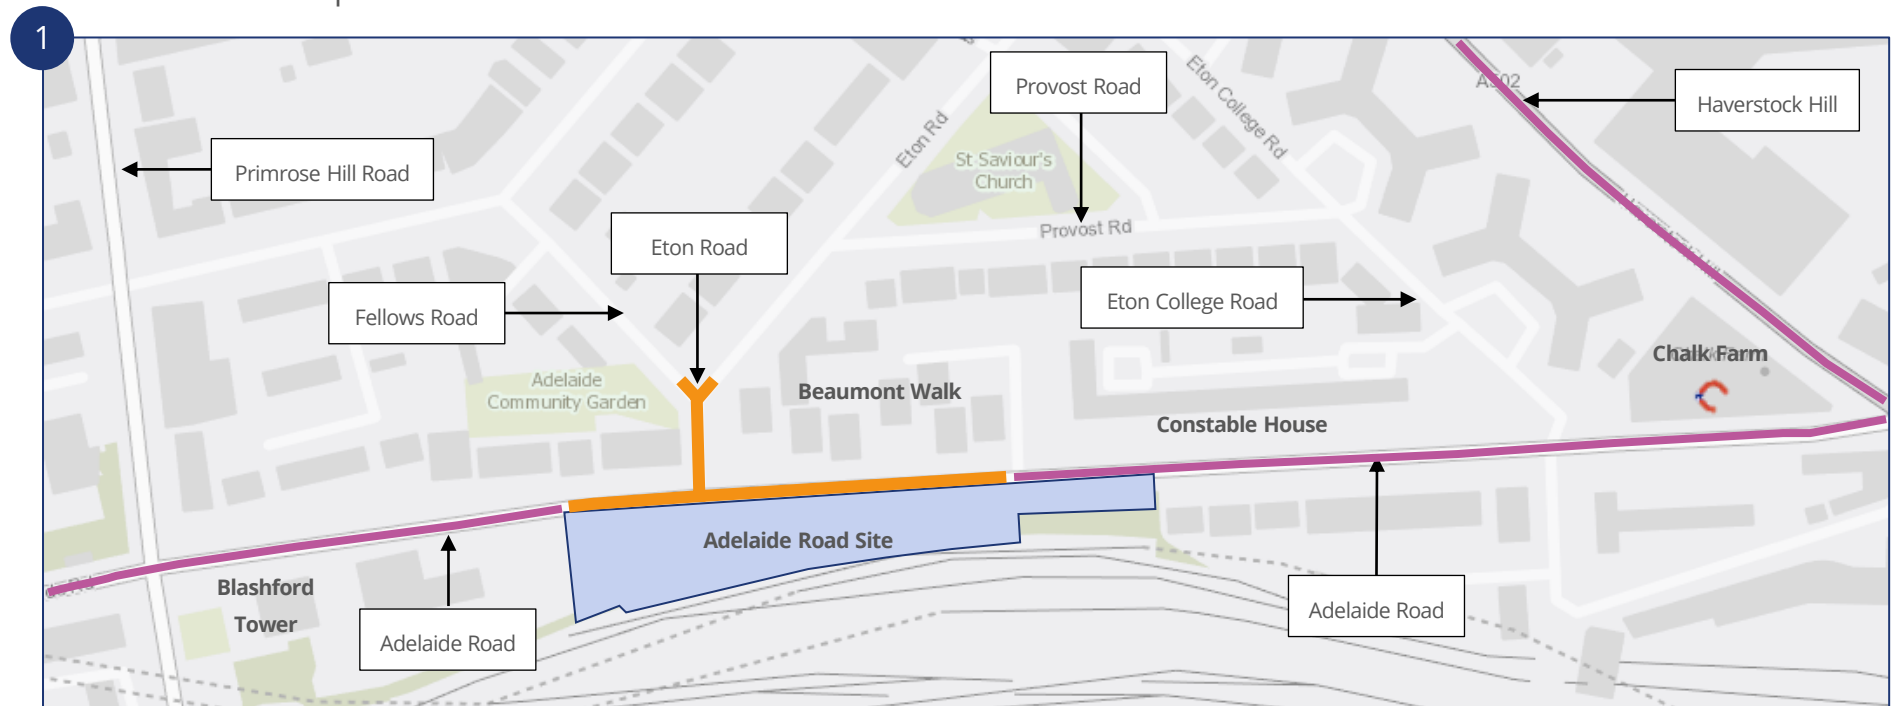 1
A502
Provost Road
Haverstock Hill
Eton College Rd
Eton Rd
St Saviour's
Church
Primrose Hill Road
Provost Rd
Eton Road
Eton College Road
Fellows Road
Chalk Farm
Adelaide
Community Garden
Beaumont Walk
Constable House
Adelaide Road Site
Blashford
Tower
Adelaide Road
Adelaide Road